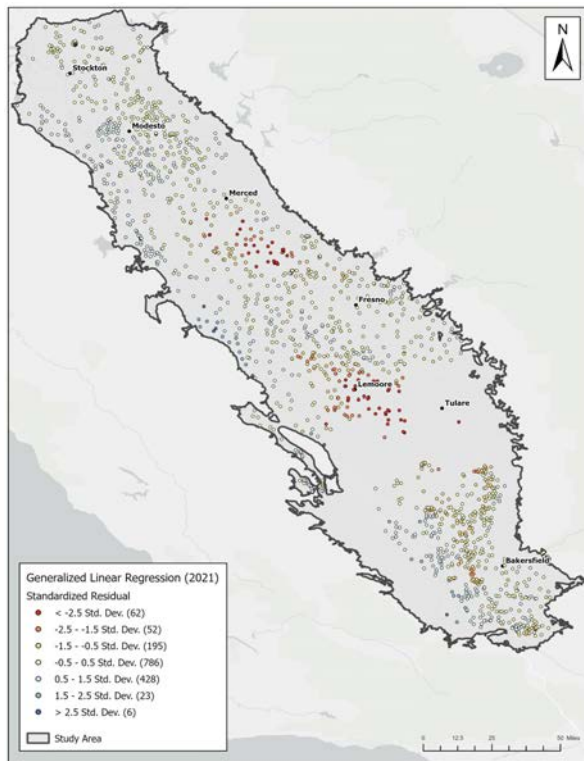 N
Stockton
Modesto
Merced
Fresno
Lemoore
Tulare
Bakersfield
Generalized Linear Regression (2021)
Standardized Residual
< -2.5 Std. Dev. (62)
-2.5 - -1.5 Std. Dev. (52)
-1.5 - -0.5 Std. Dev. (195)
-0.5 - 0.5 Std. Dev. (786)
0.5 - 1.5 Std. Dev. (428)
1.5 - 2.5 Std. Dev. (23)
> 2.5 Std. Dev. (6)
Study Area
0 12.5 25 50 Miles